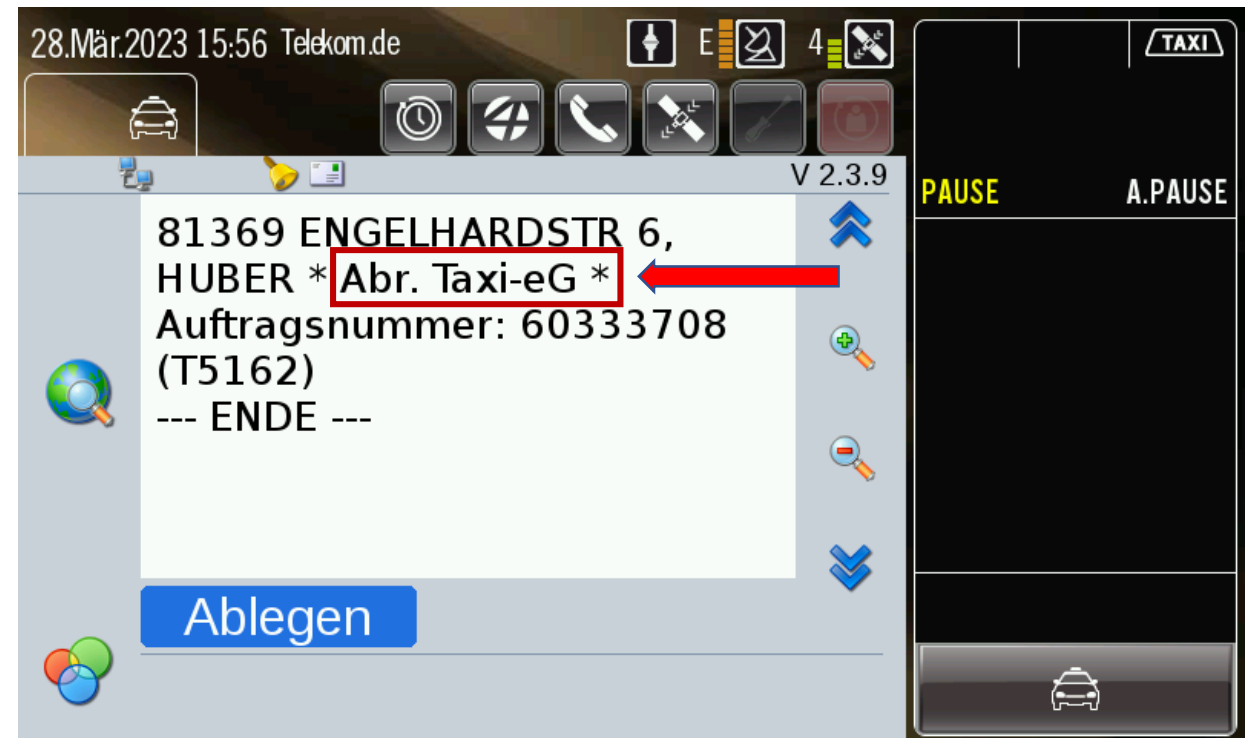 28.Mär.2023 15:56 Telekom.de E 4 TAXI
V 2.3.9
PAUSE A.PAUSE
81369 ENGELHARDSTR 6,
HUBER * Abr. Taxi-eG *
Auftragsnummer: 60333708
(T5162)
--- ENDE ---
Ablegen